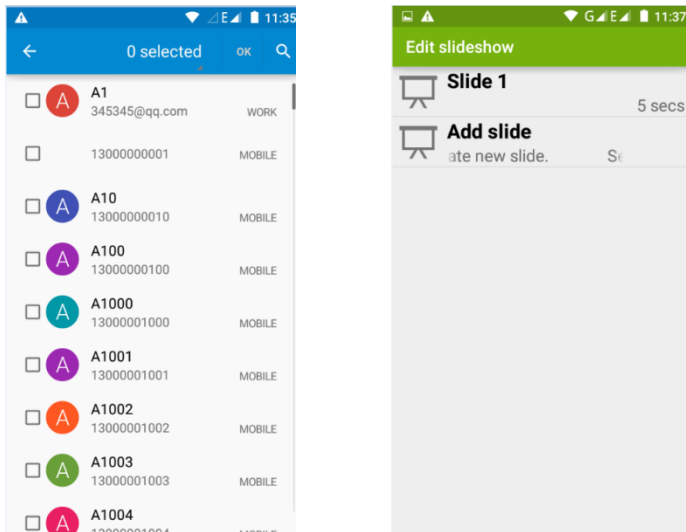 11:35
0 selected
OK
A
A1
345345@qq.com
WORK
13000000001
MOBILE
A
A10
13000000010
MOBILE
A
A100
13000000100
MOBILE
A
A1000
13000001000
MOBILE
A
A1001
13000001001
MOBILE
A
A1002
13000001002
MOBILE
A
A1003
13000001003
MOBILE
A
A1004
G E 11:37
Edit slideshow
Slide 1
5 secs
Add slide
ate new slide.